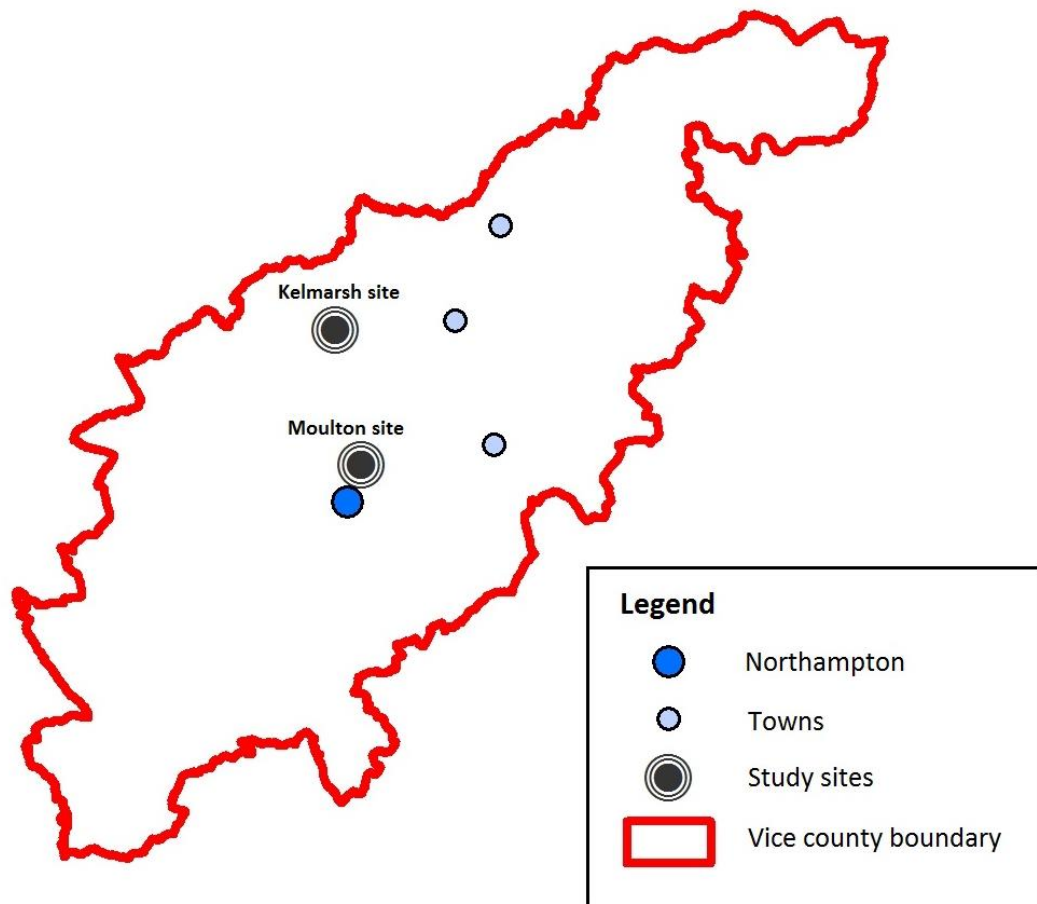 Kelmarsh site
Moulton site
Legend
Northampton
Towns
Study sites
Vice county boundary